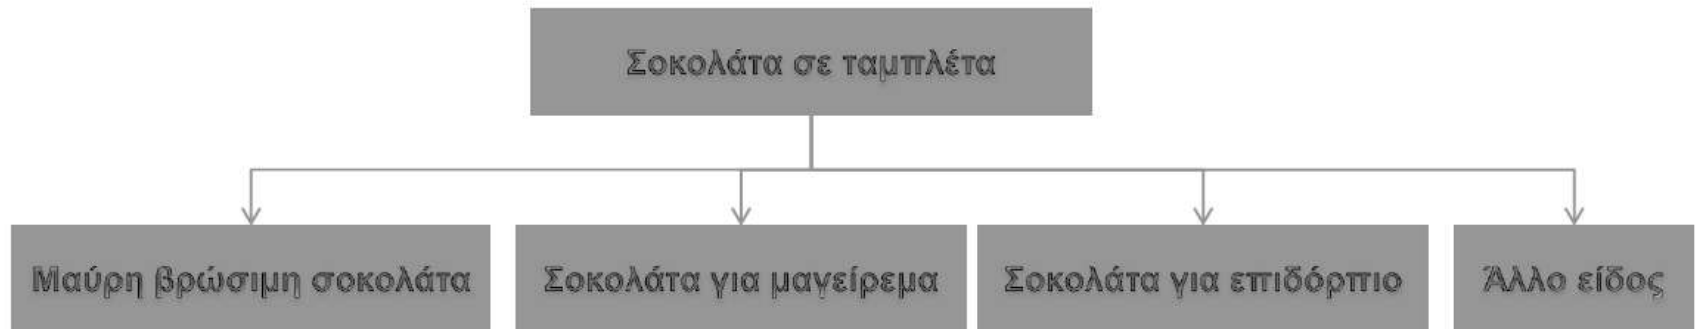 Σοκολάτα σε ταμπλέτα
Μαύρη βρώσιμη σοκολάτα
Σοκολάτα για μαγείρεμα
Σοκολάτα για επιδόρπιο
Άλλο είδος